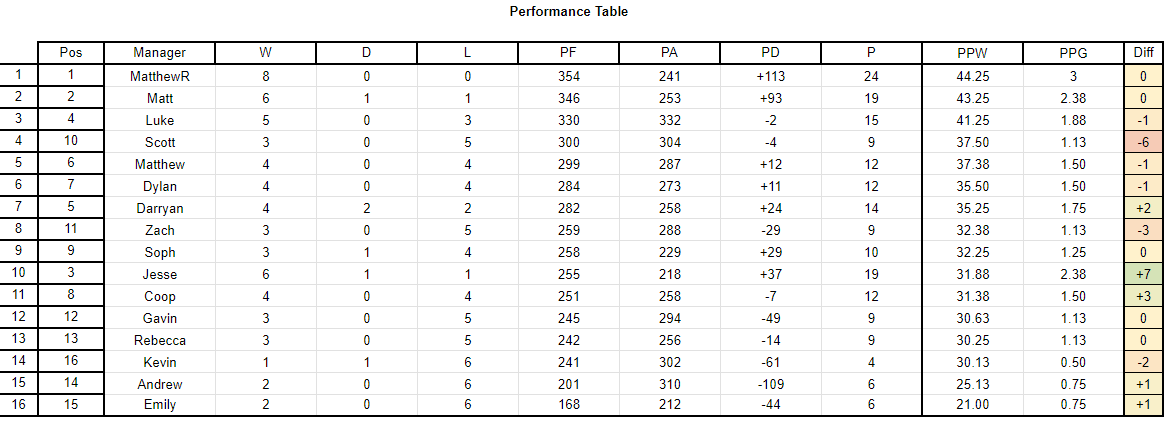 Performance Table
Pos Manager W D L PF PA PD P PPW PPG Diff
1 1 MatthewR 8 0 0 354 241 +113 24 44.25 3 0
2 2 Matt 6 1 1 346 253 +93 19 43.25 2.38 0
3 4 Luke 5 0 3 330 332 -2 15 41.25 1.88 -1
4 10 Scott 3 0 5 300 304 -4 9 37.50 1.13 -6
5 6 Matthew 4 0 4 299 287 +12 12 37.38 1.50 -1
6 7 Dylan 4 0 4 284 273 +11 12 35.50 1.50 -1
7 5 Darryan 4 2 2 282 258 +24 14 35.25 1.75 +2
8 11 Zach 3 0 5 259 288 -29 9 32.38 1.13 -3
9 9 Soph 3 1 4 258 229 +29 10 32.25 1.25 0
10 3 Jesse 6 1 1 255 218 +37 19 31.88 2.38 +7
11 8 Coop 4 0 4 251 258 -7 12 31.38 1.50 +3
12 12 Gavin 3 0 5 245 294 -49 9 30.63 1.13 0
13 13 Rebecca 3 0 5 242 256 -14 9 30.25 1.13 0
14 16 Kevin 1 1 6 241 302 -61 4 30.13 0.50 -2
15 14 Andrew 2 0 6 201 310 -109 6 25.13 0.75 +1
16 15 Emily 2 0 6 168 212 -44 6 21.00 0.75 +1